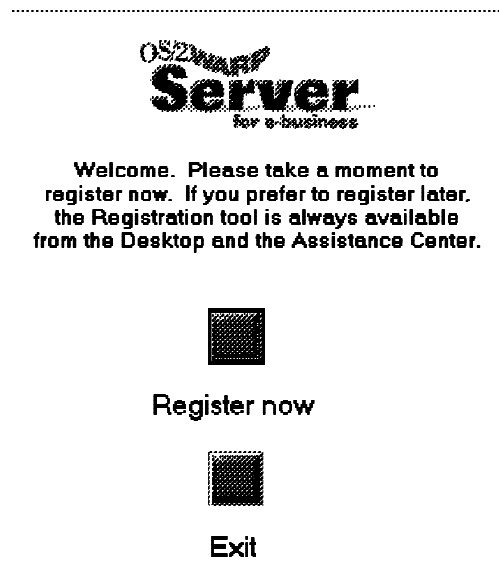 OS2 WARP
Server
for e-business
Welcome. Please take a moment to
register now. If you prefer to register later,
the Registration tool is always available
from the Desktop and the Assistance Center.
Register now
Exit